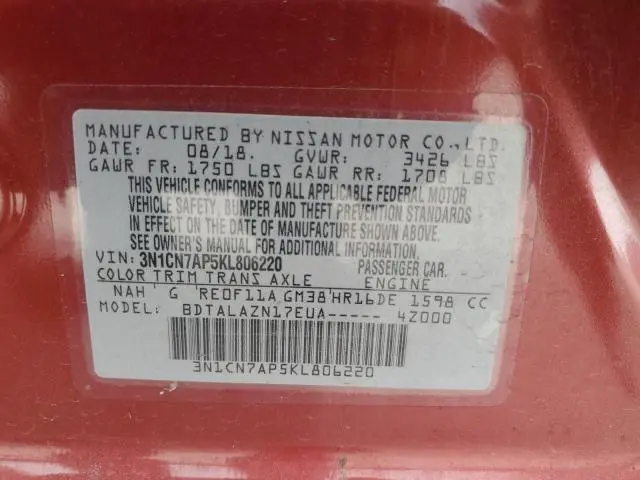 MANUFACTURED BY NISSAN MOTOR CO.,LTD.
DATE: 08/18. GVWR: 3426 LBS
GAWR FR: 1750 LBS GAWR RR: 1708 LBS
THIS VEHICLE CONFORMS TO ALL APPLICABLE FEDERAL MOTOR
VEHICLE SAFETY, BUMPER AND THEFT PREVENTION STANDARDS
IN EFFECT ON THE DATE OF MANUFACTURE SHOWN ABOVE.
SEE OWNER'S MANUAL FOR ADDITIONAL INFORMATION.
VIN: 3N1CN7AP5KL806220 PASSENGER CAR.
COLOR TRIM TRANS AXLE ENGINE
NAH G RE0F11A GM38 HR16DE 1598 CC
MODEL: BDTALAZN17EUA----- 4Z000
3N1CN7AP5KL806220